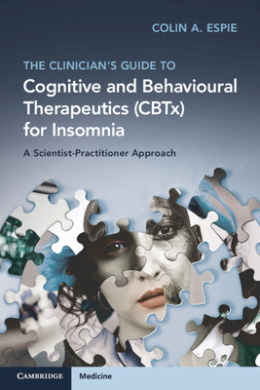 COLIN A. ESPIE
THE CLINICIAN'S GUIDE TO
Cognitive and Behavioural
Therapeutics (CBTx)
for Insomnia
A Scientist-Practitioner Approach
CAMBRIDGE
Medicine